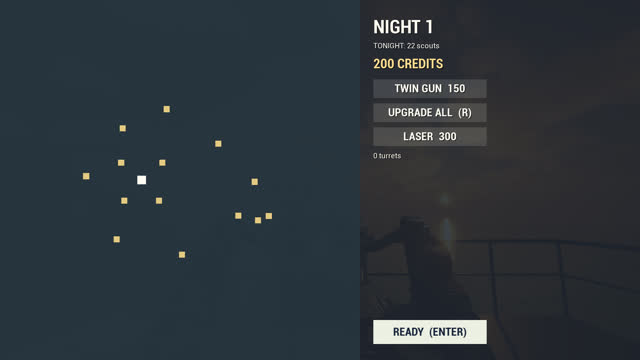 NIGHT 1
TONIGHT: 22 scouts
200 CREDITS
TWIN GUN 150
UPGRADE ALL (R)
LASER 300
0 turrets
READY (ENTER)